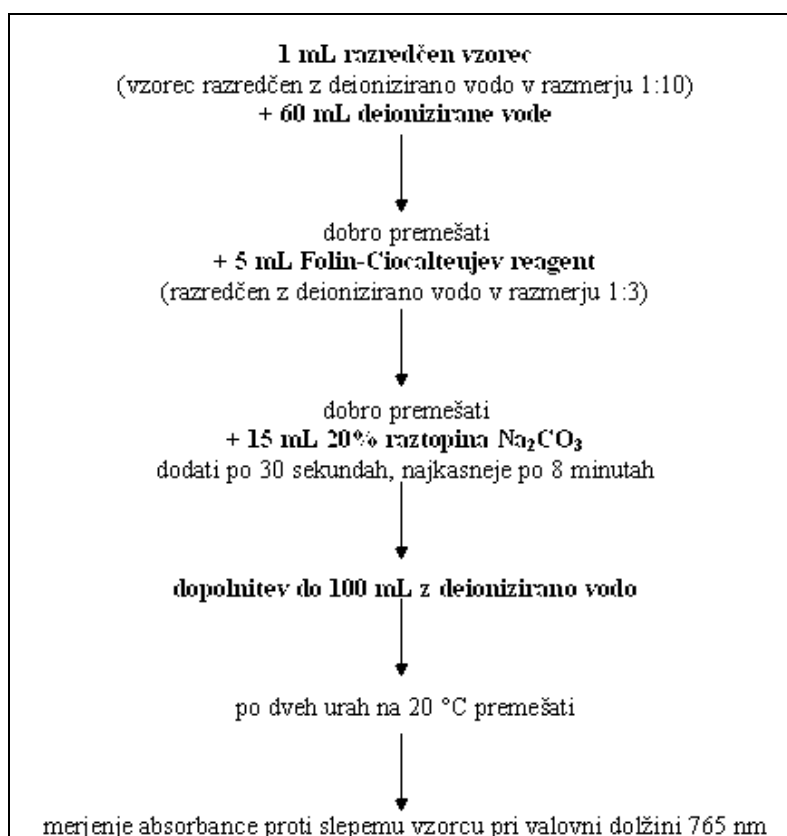 1 mL razredčen vzorec
(vzorec razredčen z deionizirano vodo v razmerju 1:10)
+ 60 mL deionizirane vode
dobro premešati
+ 5 mL Folin-Ciocalteujev reagent
(razredčen z deionizirano vodo v razmerju 1:3)
dobro premešati
+ 15 mL 20% raztopina Na₂CO₃
dodati po 30 sekundah, najkasneje po 8 minutah
dopolnitev do 100 mL z deionizirano vodo
po dveh urah na 20 °C premešati
merjenje absorbance proti slepemu vzorcu pri valovni dolžini 765 nm